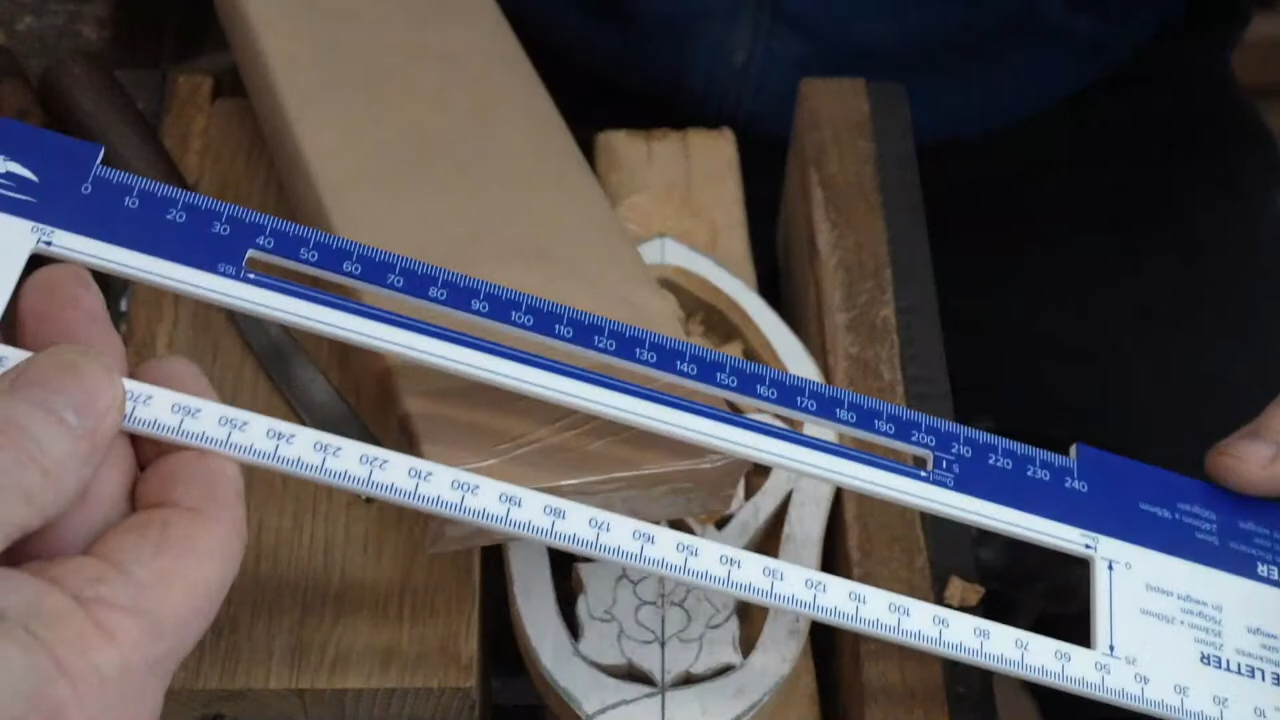 0 10 20 30 40 50 60 70 80 90 100 110 120 130 140 150 160 170 180 190 200 210 220 230 240
250
165
5
0mm
0mm
0
25
270 260 250 240 230 220 210 200 190 180 170 160 150 140 130 120 110 100 90 80 70 60 50 40 30 20 10
LETTER
25mm
353mm x 250mm
750gram
(in weight steps)
5mm
240mm x 165mm
100gram